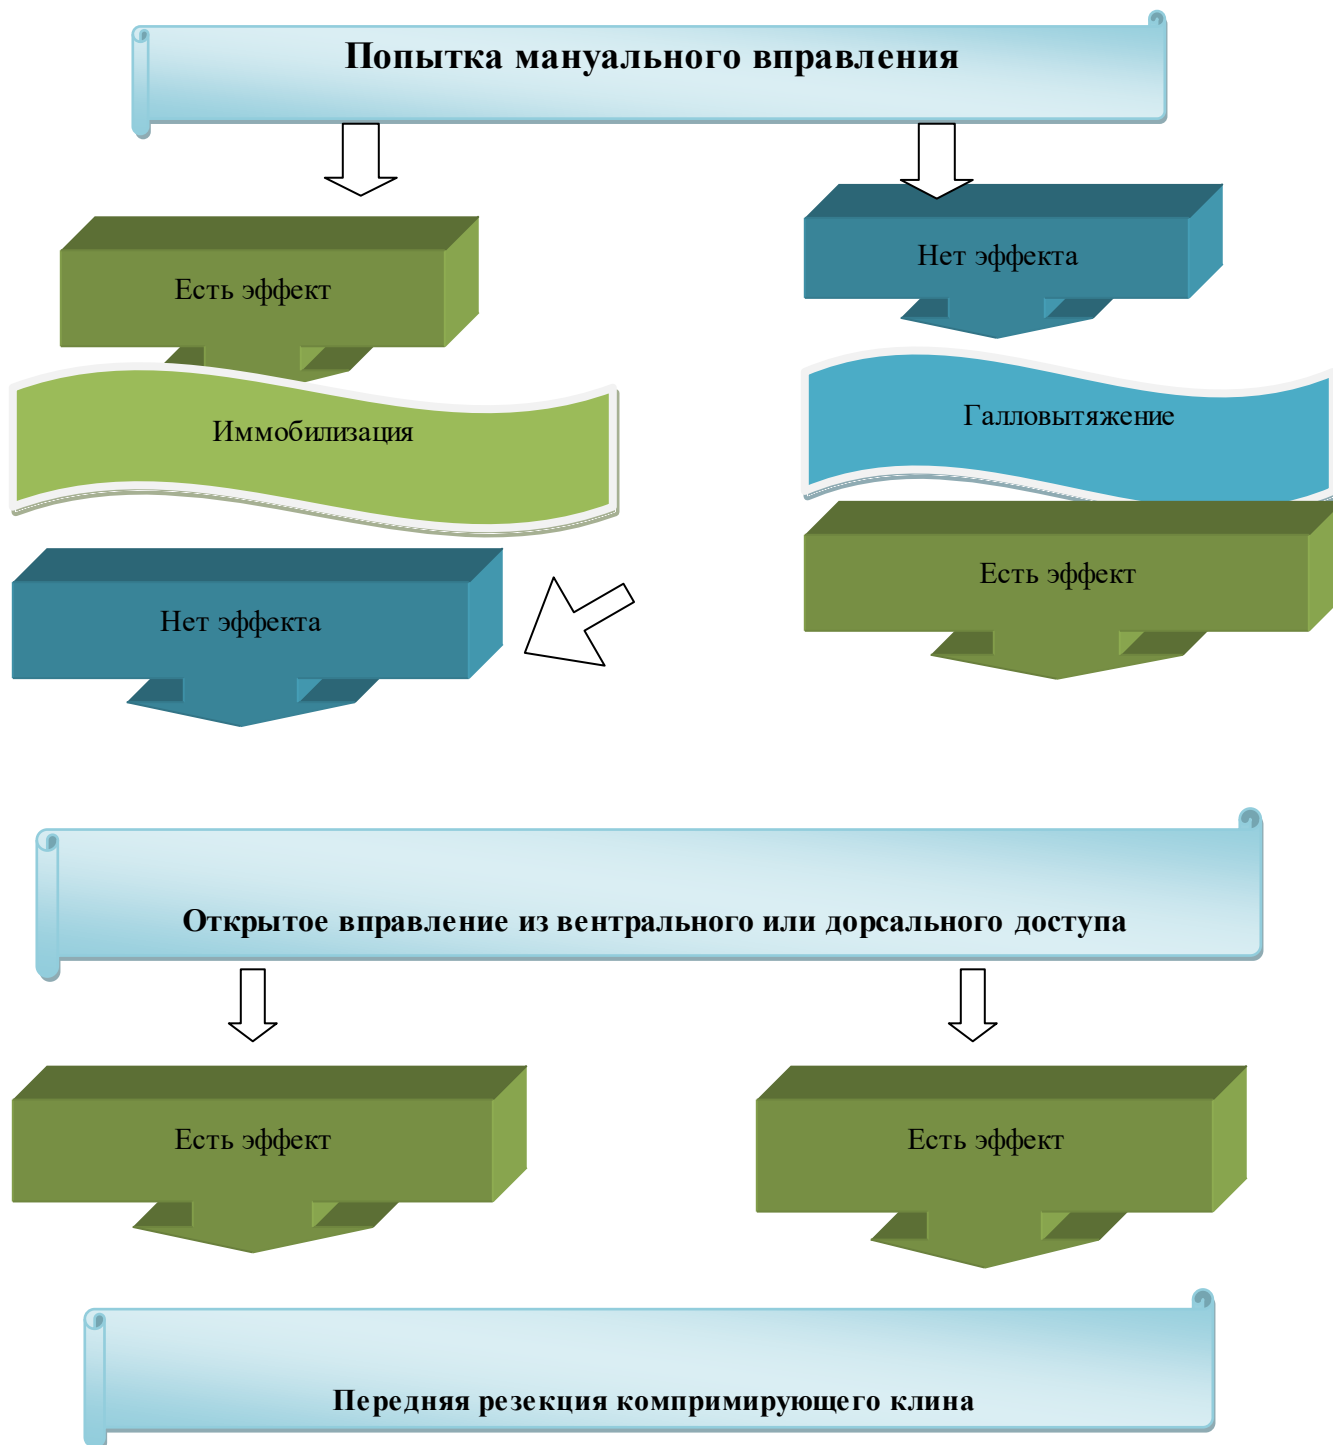 Попытка мануального вправления
Нет эффекта
Есть эффект
Галловытяжение
Иммобилизация
Есть эффект
Нет эффекта
Открытое вправление из вентрального или дорсального доступа
Есть эффект
Есть эффект
Передняя резекция компримирующего клина